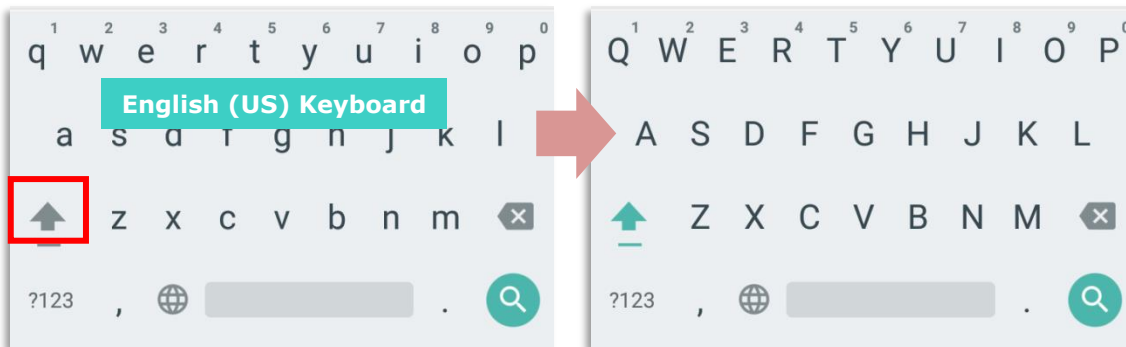 1 2 3 4 5 6 7 8 9 0
q w e r t y u i o p
English (US) Keyboard
a s d f g h j k l
z x c v b n m
?123 , .
1 2 3 4 5 6 7 8 9 0
Q W E R T Y U I O P
A S D F G H J K L
Z X C V B N M
?123 , .